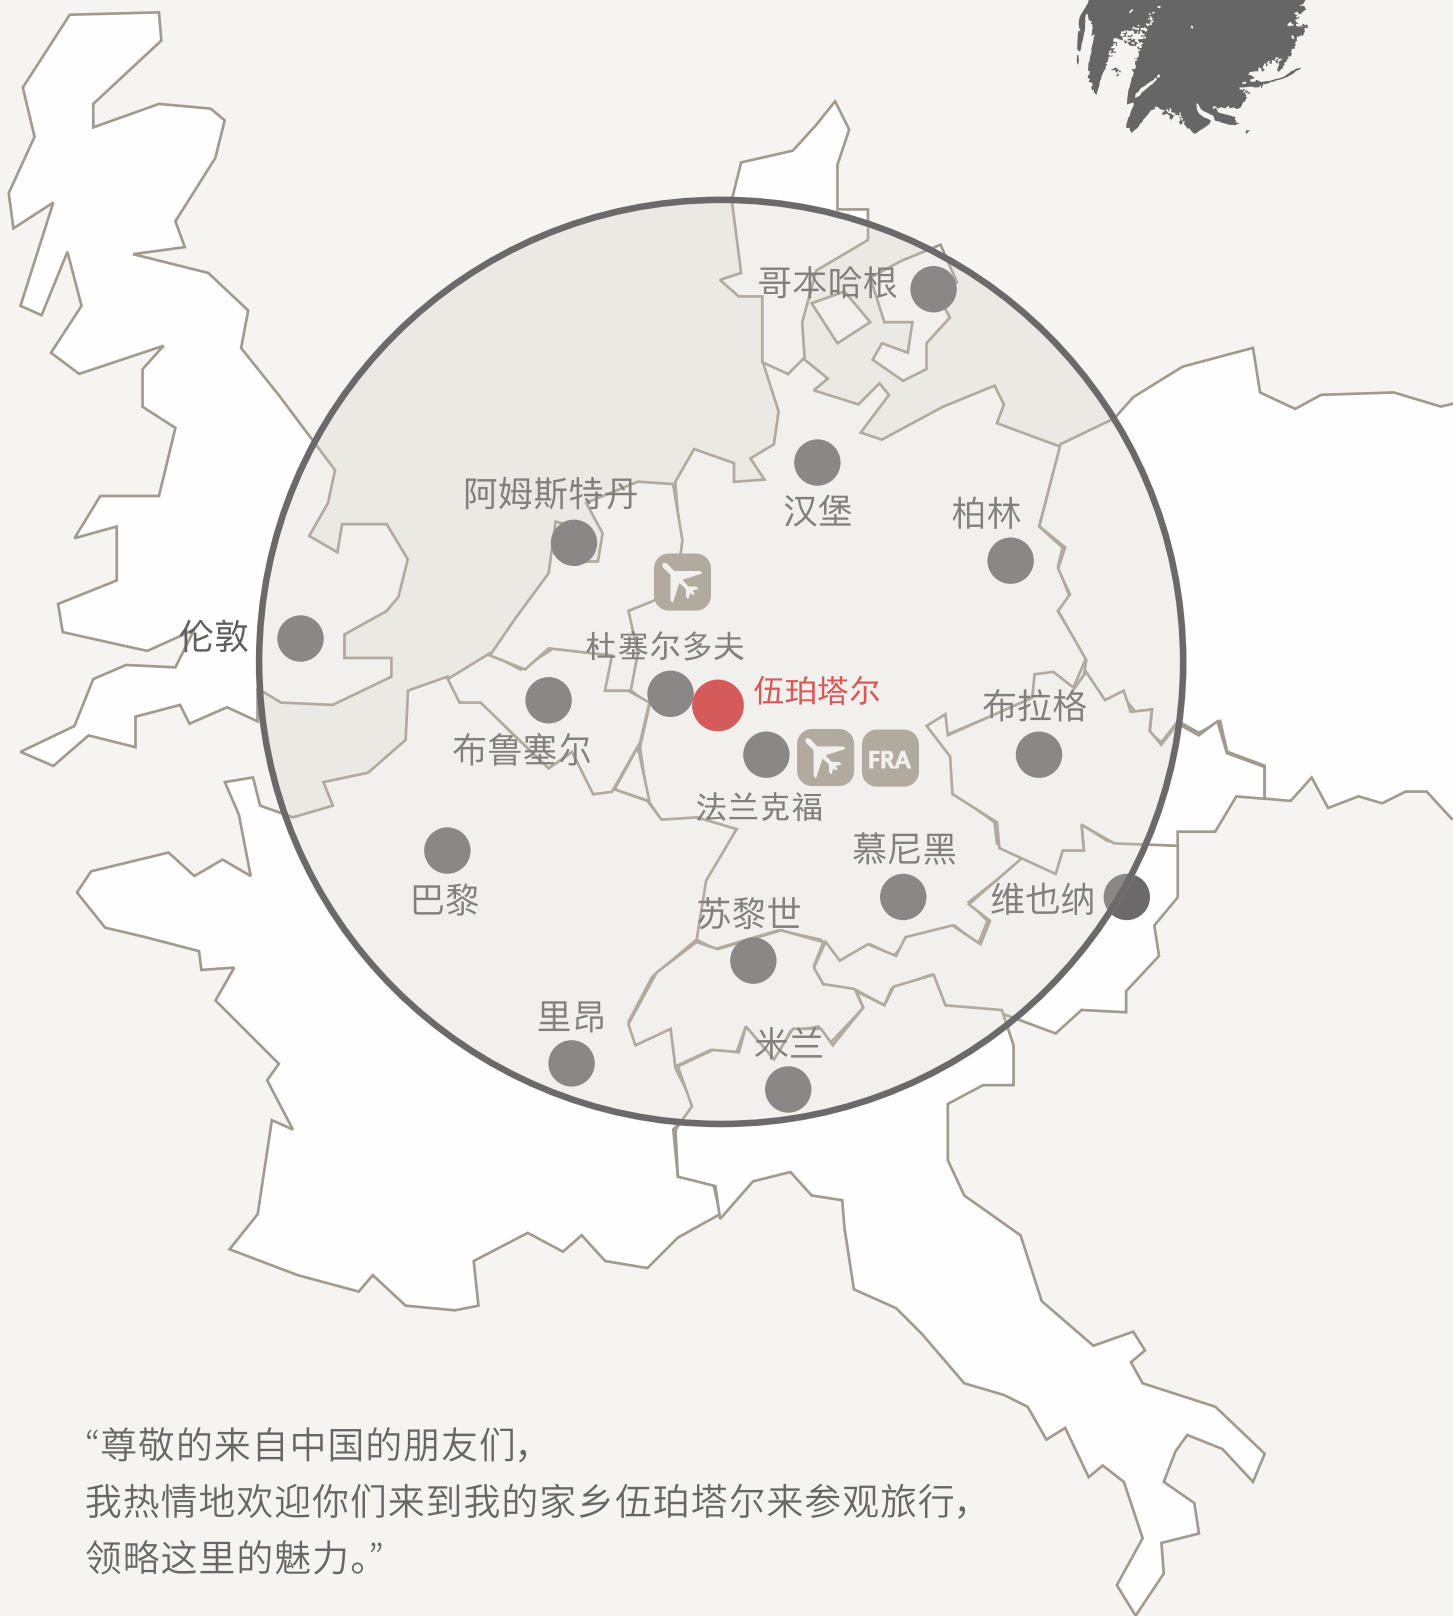 哥本哈根
阿姆斯特丹
汉堡
柏林
伦敦
杜塞尔多夫
伍珀塔尔
布拉格
布鲁塞尔
FRA
法兰克福
慕尼黑
巴黎
维也纳
苏黎世
里昂
米兰
“尊敬的来自中国的朋友们，
我热情地欢迎你们来到我的家乡伍珀塔尔来参观旅行，
领略这里的魅力。”